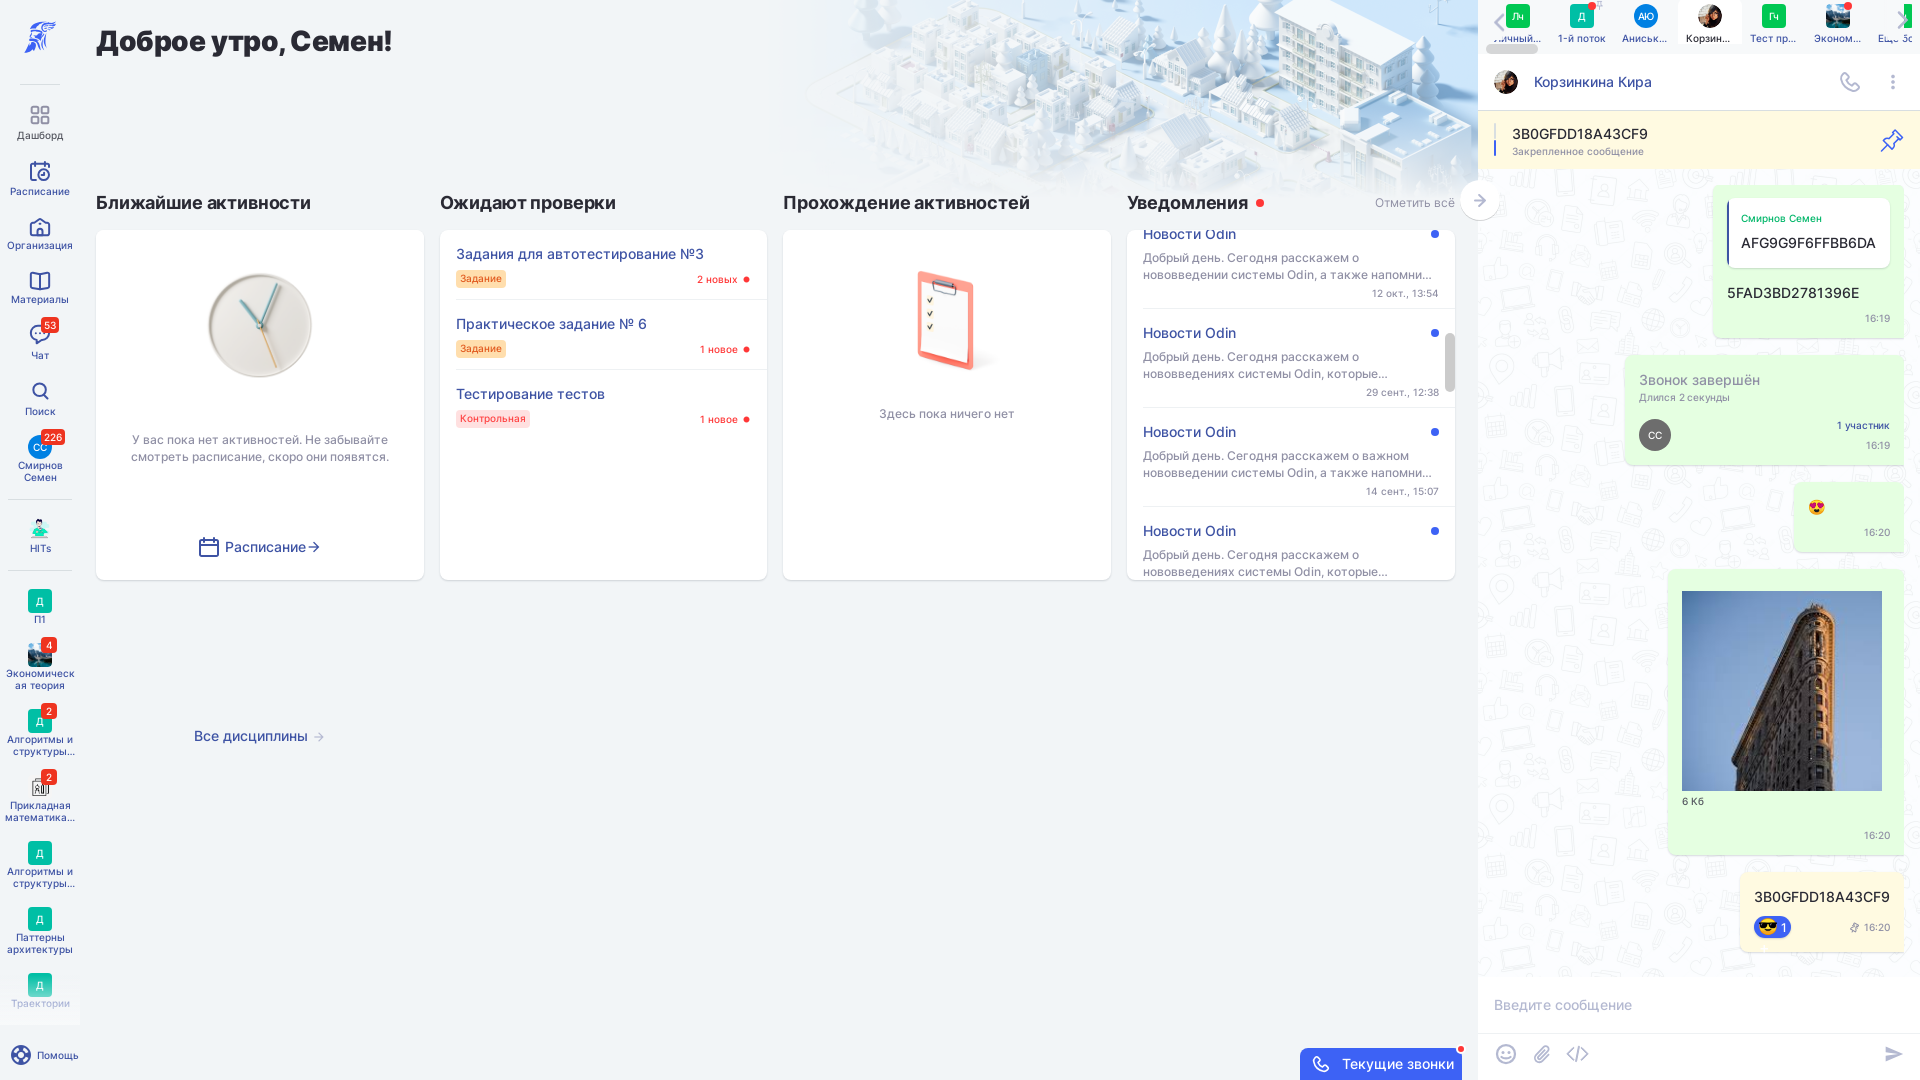 Дашборд
Расписание
Организация
Материалы
53
Чат
Поиск
СС
226
Смирнов
Семен
HITs
Д
П1
4
Экономическ
ая теория
Д
2
Алгоритмы и
структуры...
2
Прикладная
математика...
Д
Алгоритмы и
структуры...
Д
Паттерны
архитектуры
Д
Траектории
Помощь
Доброе утро, Семен!
Ближайшие активности
У вас пока нет активностей. Не забывайте
смотреть расписание, скоро они появятся.
Расписание
Ожидают проверки
Задания для автотестирование №3
Задание
2 новых
Практическое задание № 6
Задание
1 новое
Тестирование тестов
Контрольная
1 новое
Прохождение активностей
Здесь пока ничего нет
Уведомления
Отметить всё
Новости Odin
Добрый день. Сегодня расскажем о
нововведении системы Odin, а также напомни...
12 окт., 13:54
Новости Odin
Добрый день. Сегодня расскажем о
нововведениях системы Odin, которые...
29 сент., 12:38
Новости Odin
Добрый день. Сегодня расскажем о важном
нововведении системы Odin, а также напомни...
14 сент., 15:07
Новости Odin
Добрый день. Сегодня расскажем о
нововведениях системы Odin, которые...
Все дисциплины
Текущие звонки
Лч
Д
АЮ
Гч
Личный...
1-й поток
Аниськ...
Корзин...
Тест пр...
Эконом...
Корзинкина Кира
3B0GFDD18A43CF9
Закрепленное сообщение
Смирнов Семен
AFG9G9F6FFBB6DA
5FAD3BD2781396E
16:19
Звонок завершён
Длился 2 секунды
СС
1 участник
16:19
16:20
6 Кб
16:20
3B0GFDD18A43CF9
1
16:20
Введите сообщение